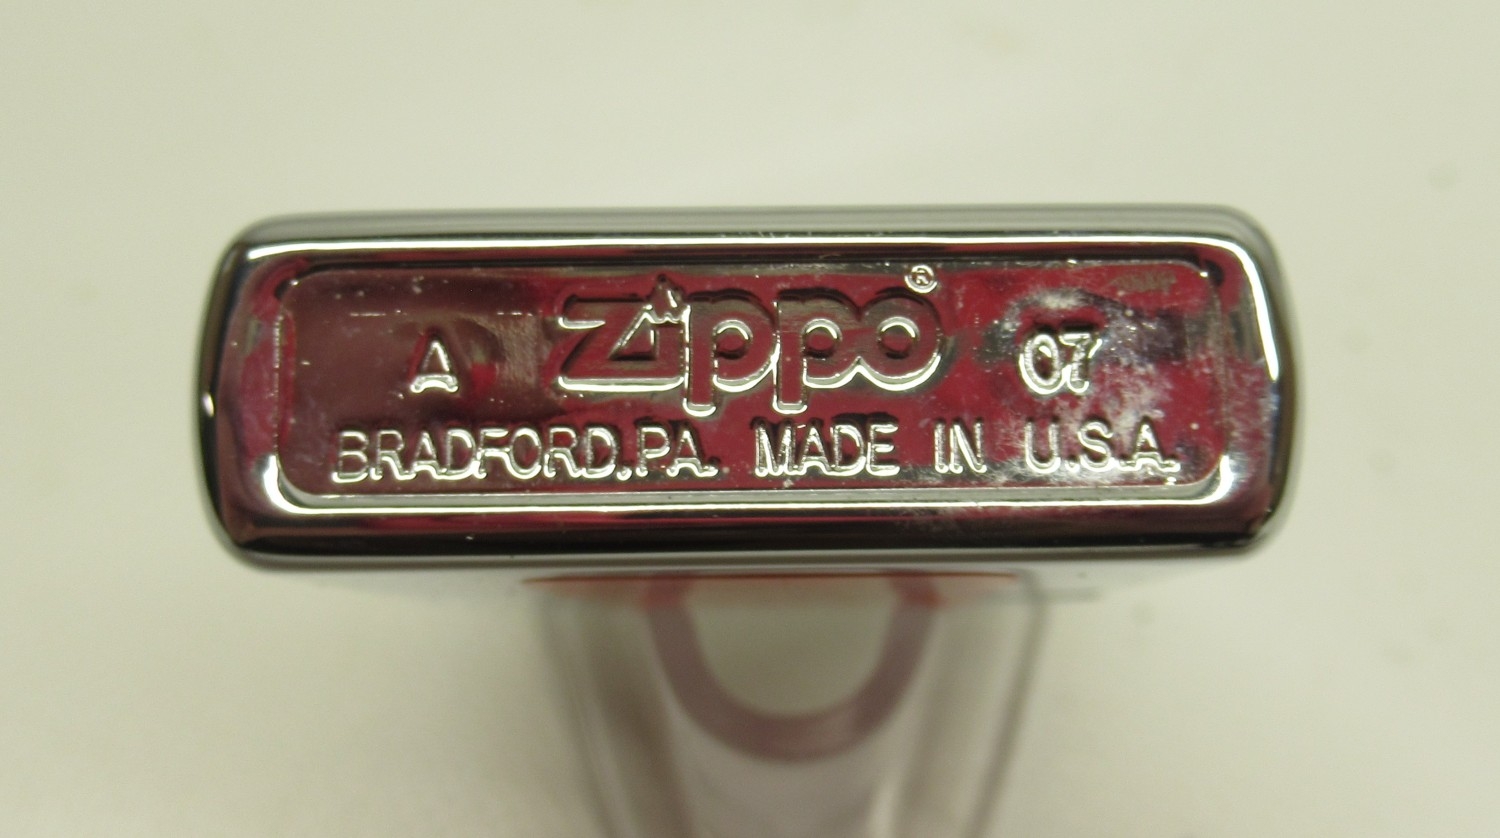 A Zippo® 07
BRADFORD, PA. MADE IN U.S.A.